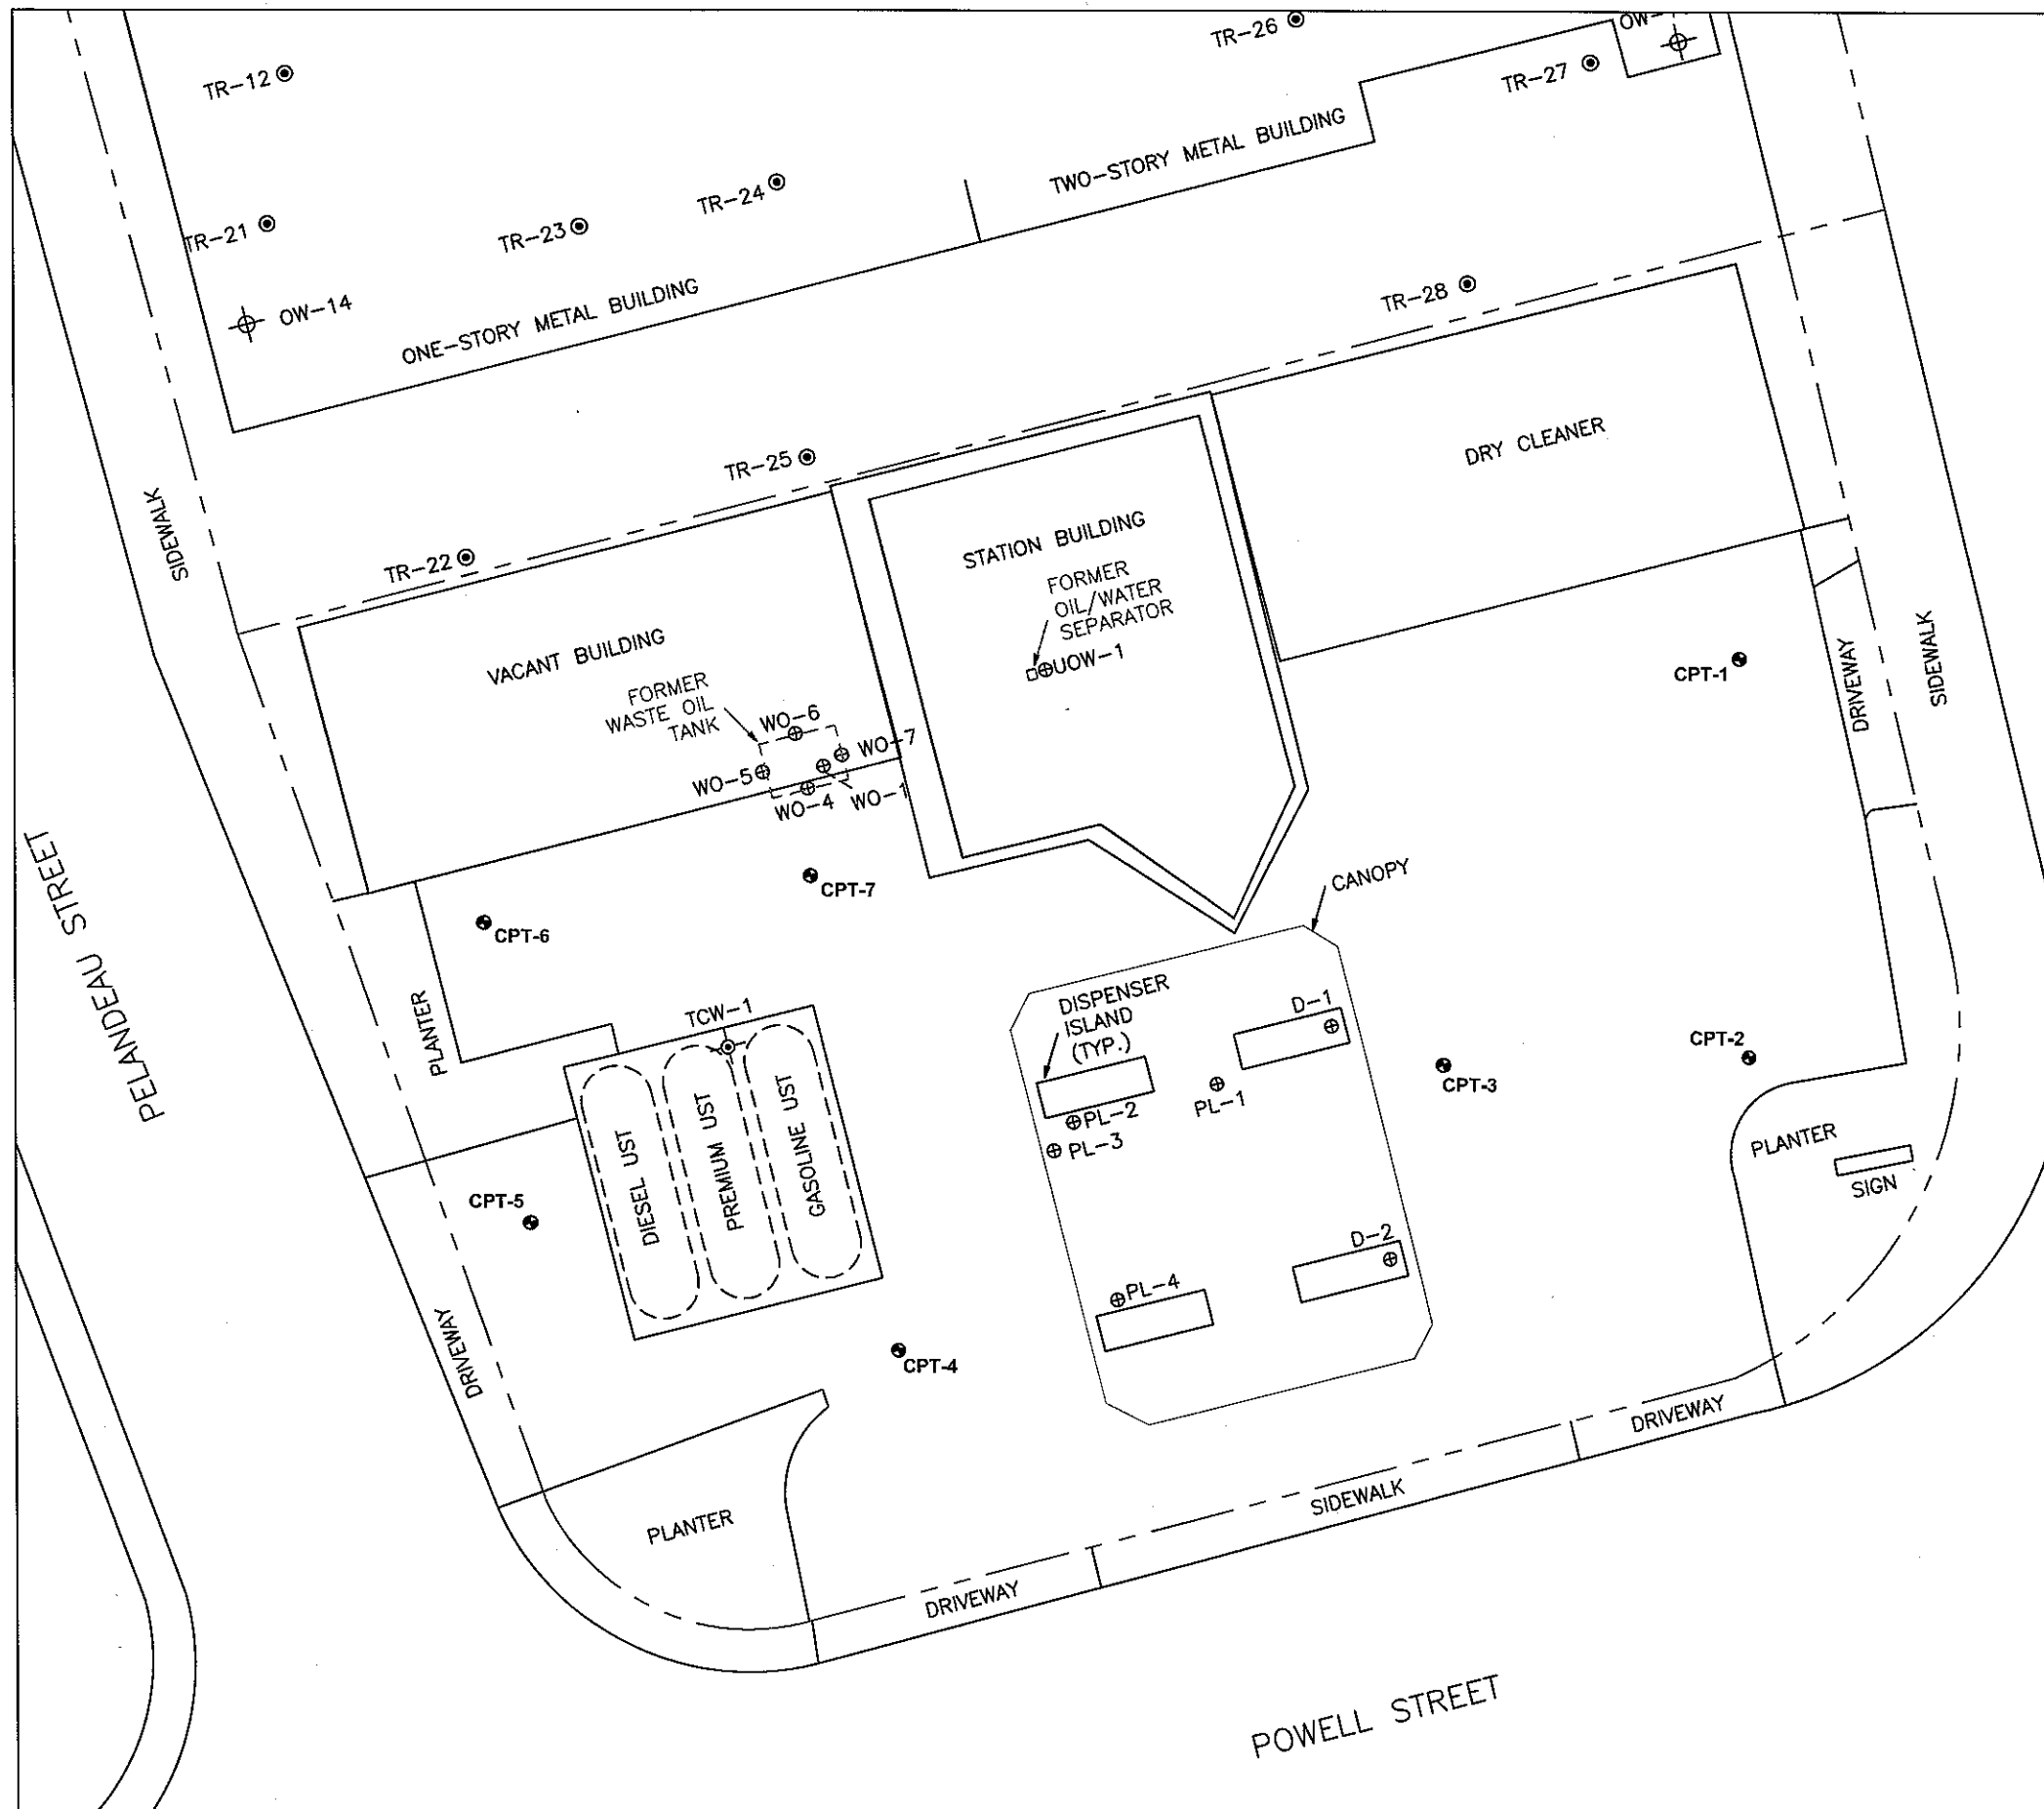 TR-26
OW-
TR-12
TR-27
TWO-STORY METAL BUILDING
TR-24
TR-21
TR-23
OW-14
ONE-STORY METAL BUILDING
TR-28
DRY CLEANER
TR-25
SIDEWALK
STATION BUILDING
TR-22
FORMER
OIL/WATER
SEPARATOR
UOW-1
VACANT BUILDING
CPT-1
DRIVEWAY
SIDEWALK
FORMER
WASTE OIL
TANK
WO-6
WO-7
WO-5
WO-4
WO-1
PELANDEAU STREET
CPT-7
CANOPY
CPT-6
PLANTER
TCW-1
DISPENSER
ISLAND
(TYP.)
D-1
CPT-2
CPT-3
PL-1
PL-2
PL-3
PLANTER
SIGN
DIESEL UST
PREMIUM UST
GASOLINE UST
CPT-5
D-2
PL-4
DRIVEWAY
CPT-4
DRIVEWAY
SIDEWALK
PLANTER
DRIVEWAY
POWELL STREET